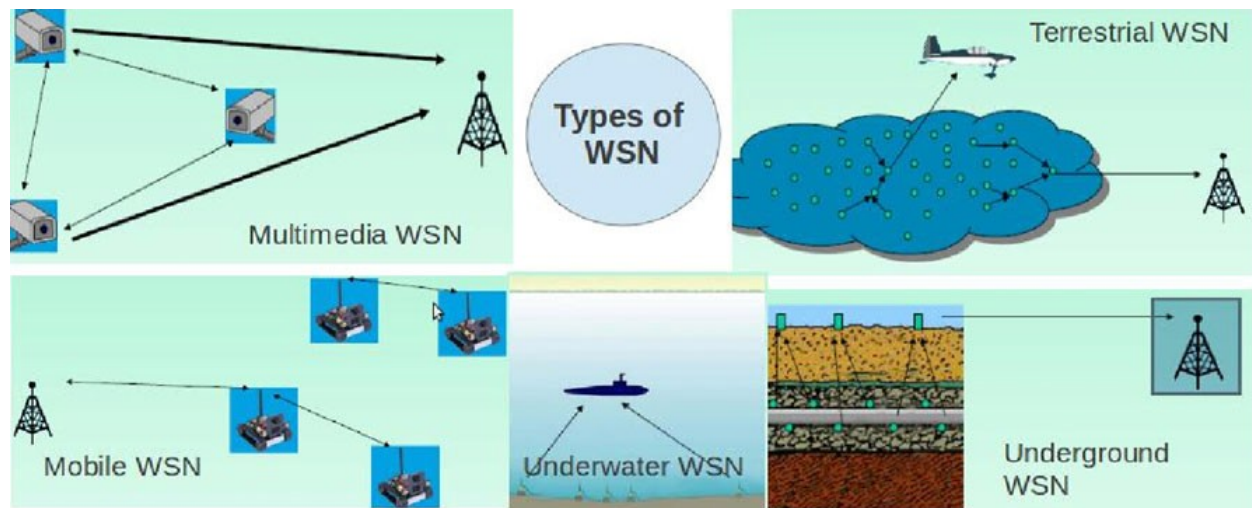 Types of
WSN
Terrestrial WSN
Multimedia WSN
Mobile WSN
Underwater WSN
Underground
WSN